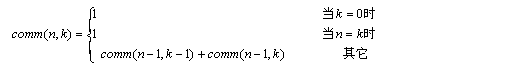 1 当k = 0时
comm(n,k) = { 1 当n = k时
comm(n−1,k−1)+comm(n−1,k) 其它